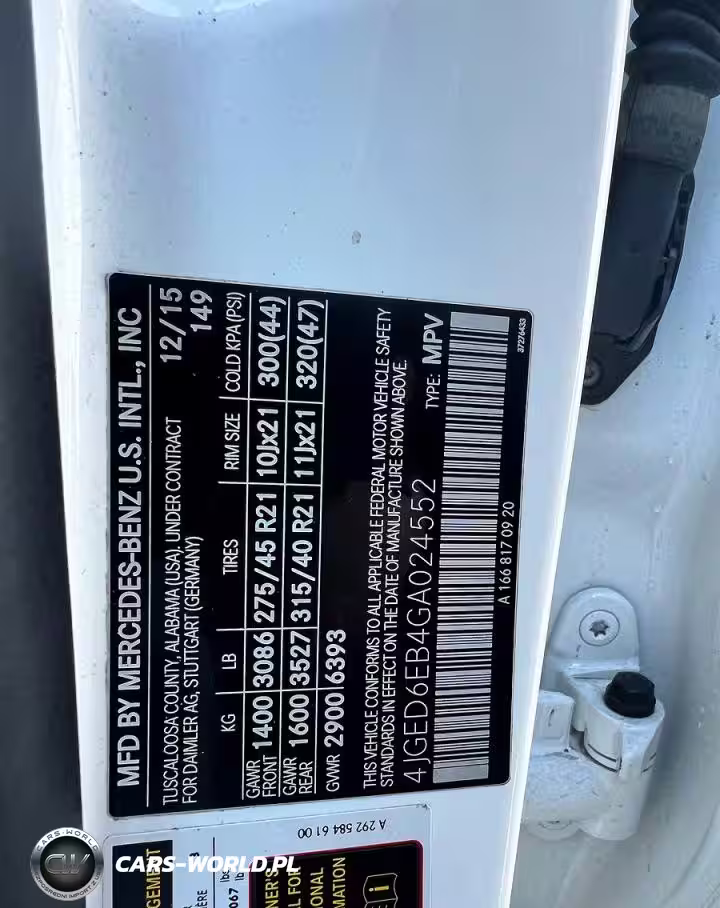 MFD BY MERCEDES-BENZ U.S. INTL., INC
TUSCALOOSA COUNTY, ALABAMA (USA), UNDER CONTRACT 12/15
FOR DAIMLER AG, STUTTGART (GERMANY) 149
KG LB TIRES RIM SIZE COLD KPA (PSI)
GAWR FRONT 1400 3086 275/45 R21 10Jx21 300(44)
GAWR REAR 1600 3527 315/40 R21 11Jx21 320(47)
GVWR 2900 6393
THIS VEHICLE CONFORMS TO ALL APPLICABLE FEDERAL MOTOR VEHICLE SAFETY
STANDARDS IN EFFECT ON THE DATE OF MANUFACTURE SHOWN ABOVE.
4JGED6EB4GA024552 TYPE: MPV
A 166 817 09 20
37276433
A 292 584 61 00
CARS-WORLD
CW
CARS-WORLD.PL